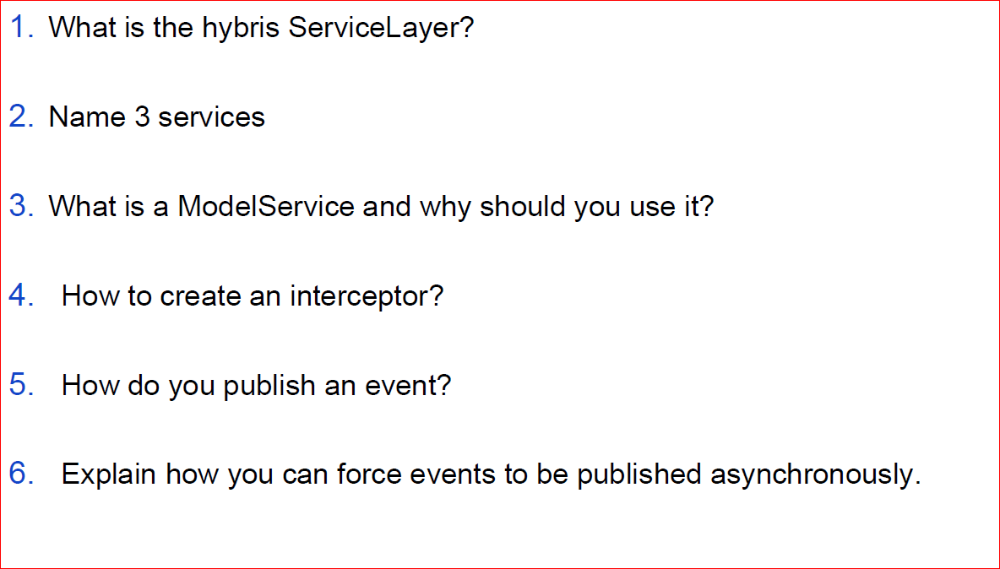 1. What is the hybris ServiceLayer?
2. Name 3 services
3. What is a ModelService and why should you use it?
4. How to create an interceptor?
5. How do you publish an event?
6. Explain how you can force events to be published asynchronously.